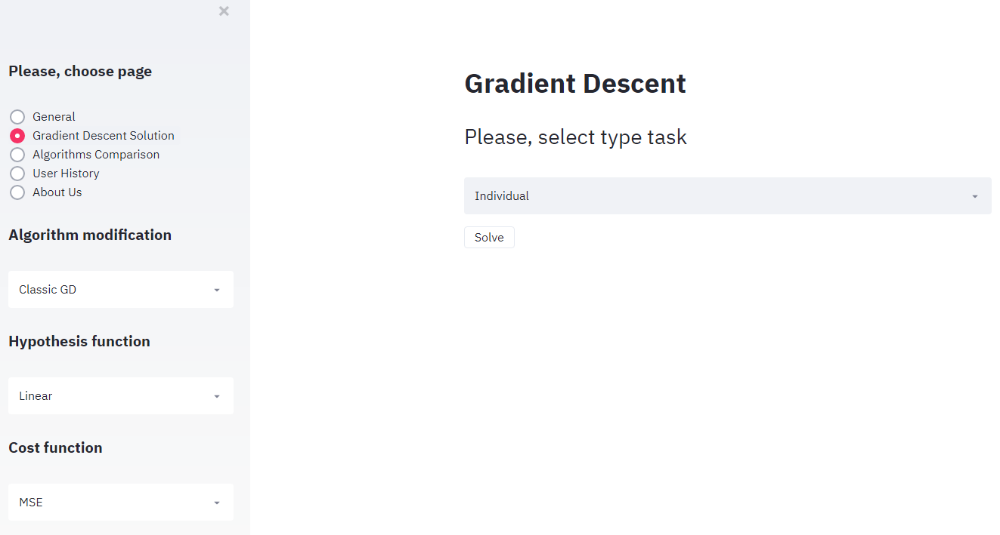 Please, choose page
General
Gradient Descent Solution
Algorithms Comparison
User History
About Us
Algorithm modification
Classic GD
Hypothesis function
Linear
Cost function
MSE
Gradient Descent
Please, select type task
Individual
Solve